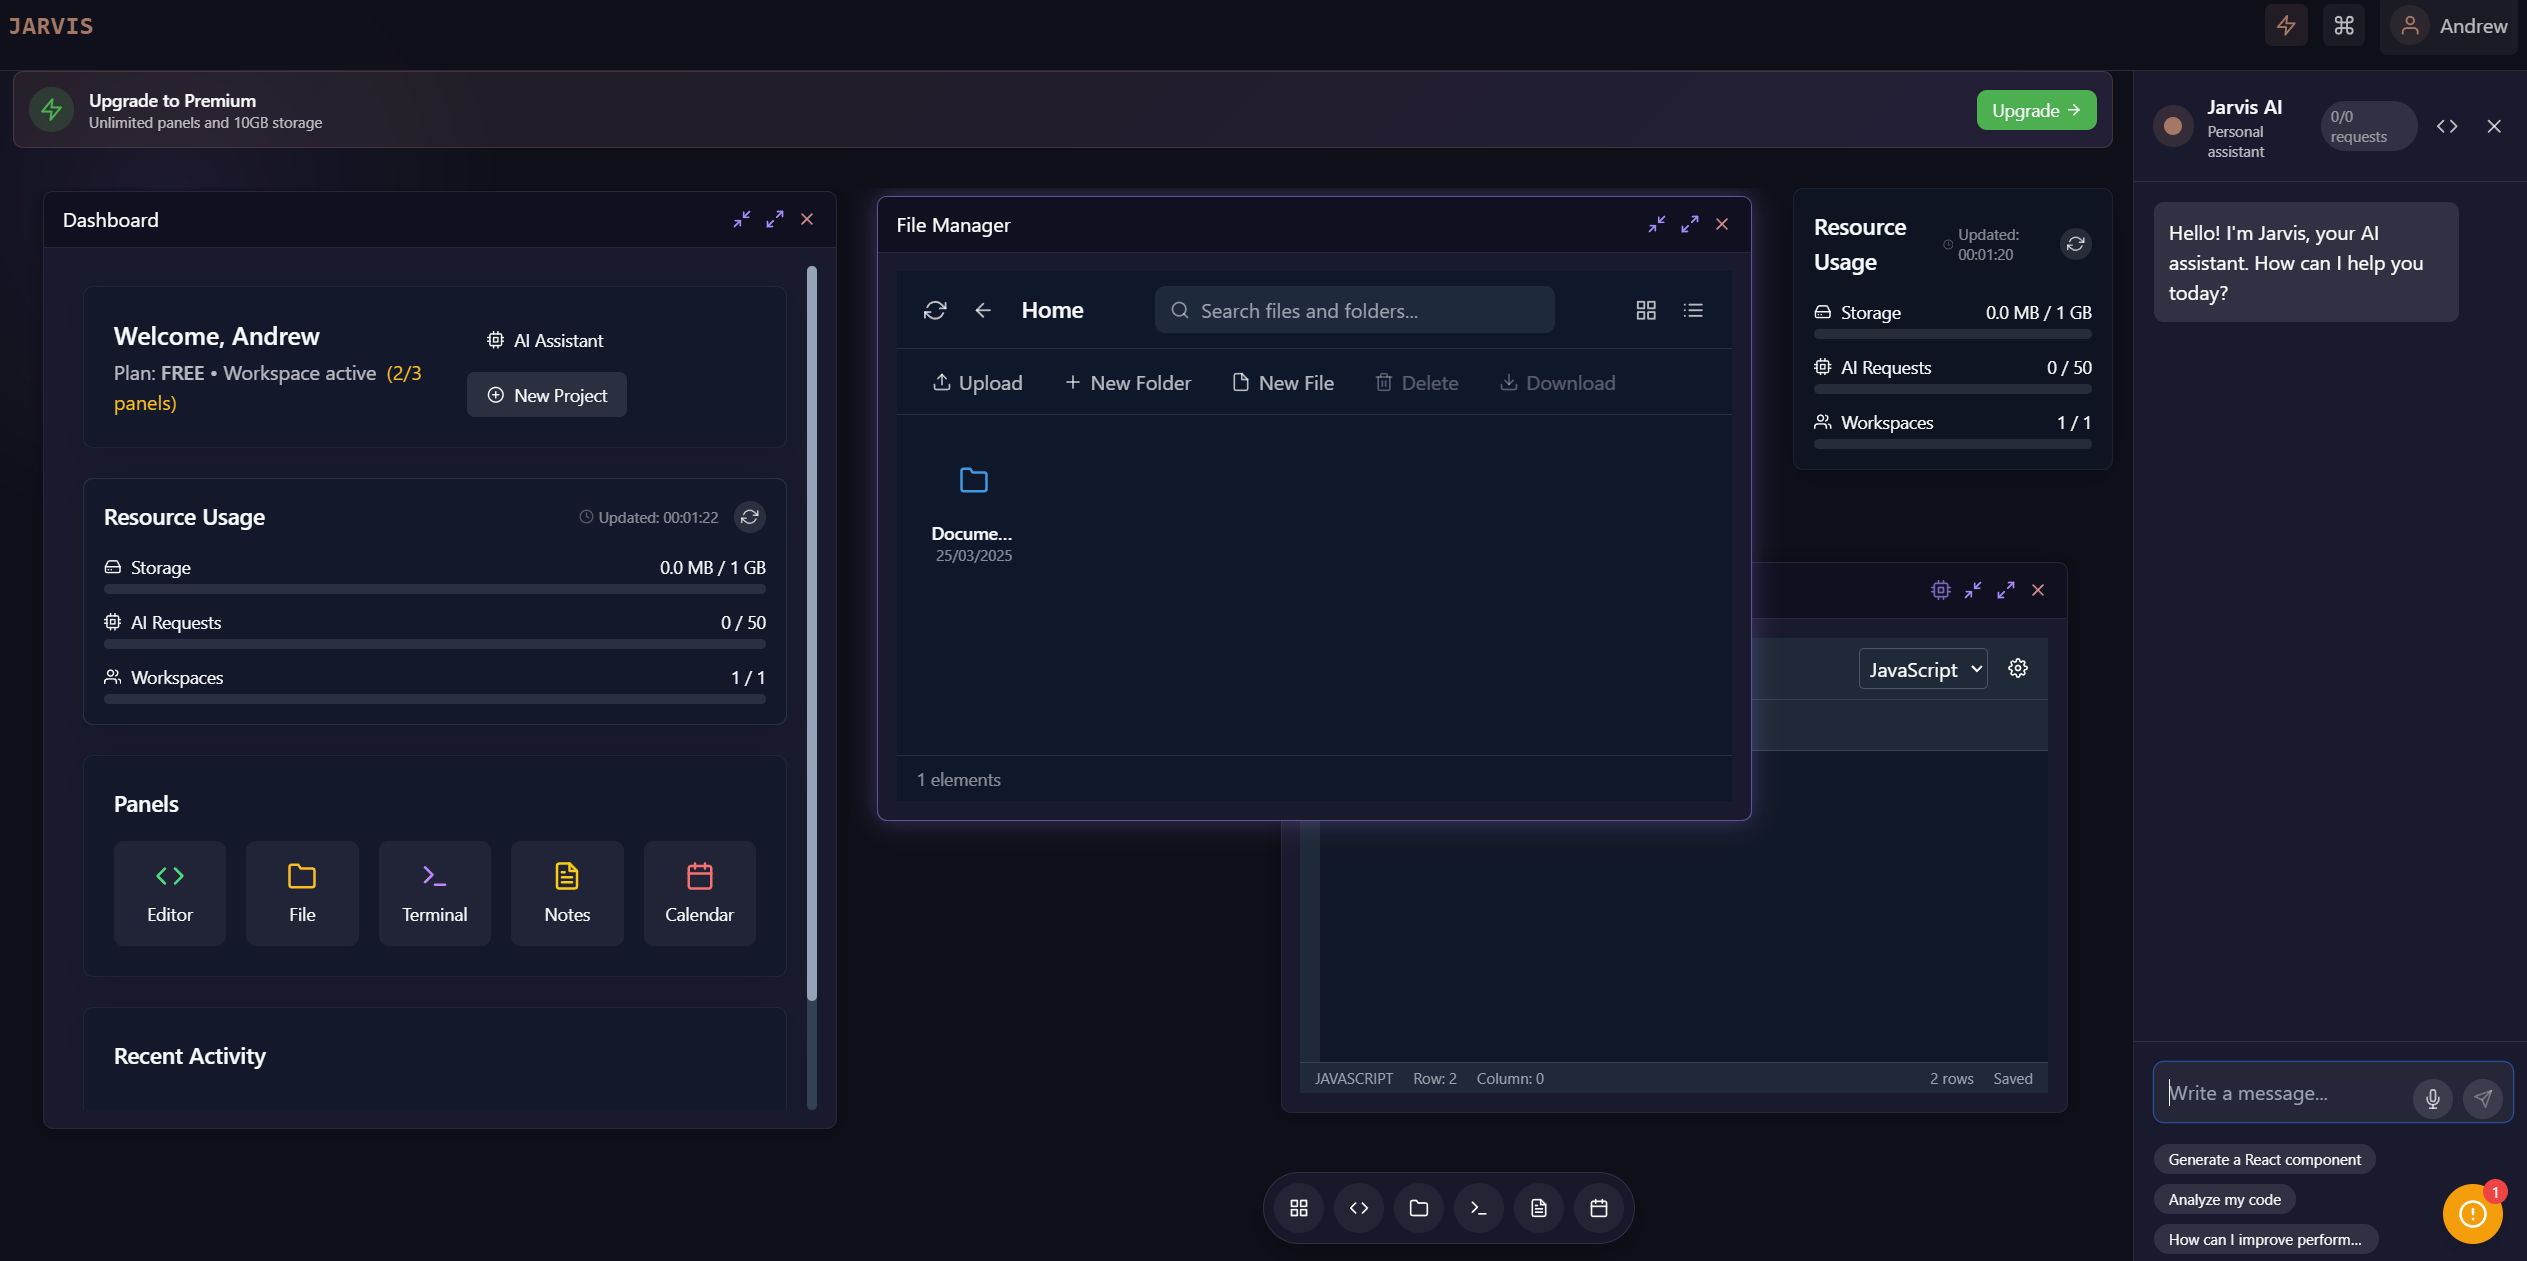 JARVIS
Andrew
Upgrade to Premium
Unlimited panels and 10GB storage
Upgrade →
Dashboard
Welcome, Andrew
Plan: FREE • Workspace active (2/3
panels)
AI Assistant
New Project
Resource Usage
Updated: 00:01:22
Storage
0.0 MB / 1 GB
AI Requests
0 / 50
Workspaces
1 / 1
Panels
Editor
File
Terminal
Notes
Calendar
Recent Activity
File Manager
Home
Search files and folders...
Upload
New Folder
New File
Delete
Download
Docume...
25/03/2025
1 elements
Resource
Usage
Updated:
00:01:20
Storage
0.0 MB / 1 GB
AI Requests
0 / 50
Workspaces
1 / 1
JavaScript
JAVASCRIPT
Row: 2
Column: 0
2 rows
Saved
Jarvis AI
Personal
assistant
0/0
requests
Hello! I'm Jarvis, your AI
assistant. How can I help you
today?
Write a message...
Generate a React component
Analyze my code
How can I improve perform...
1